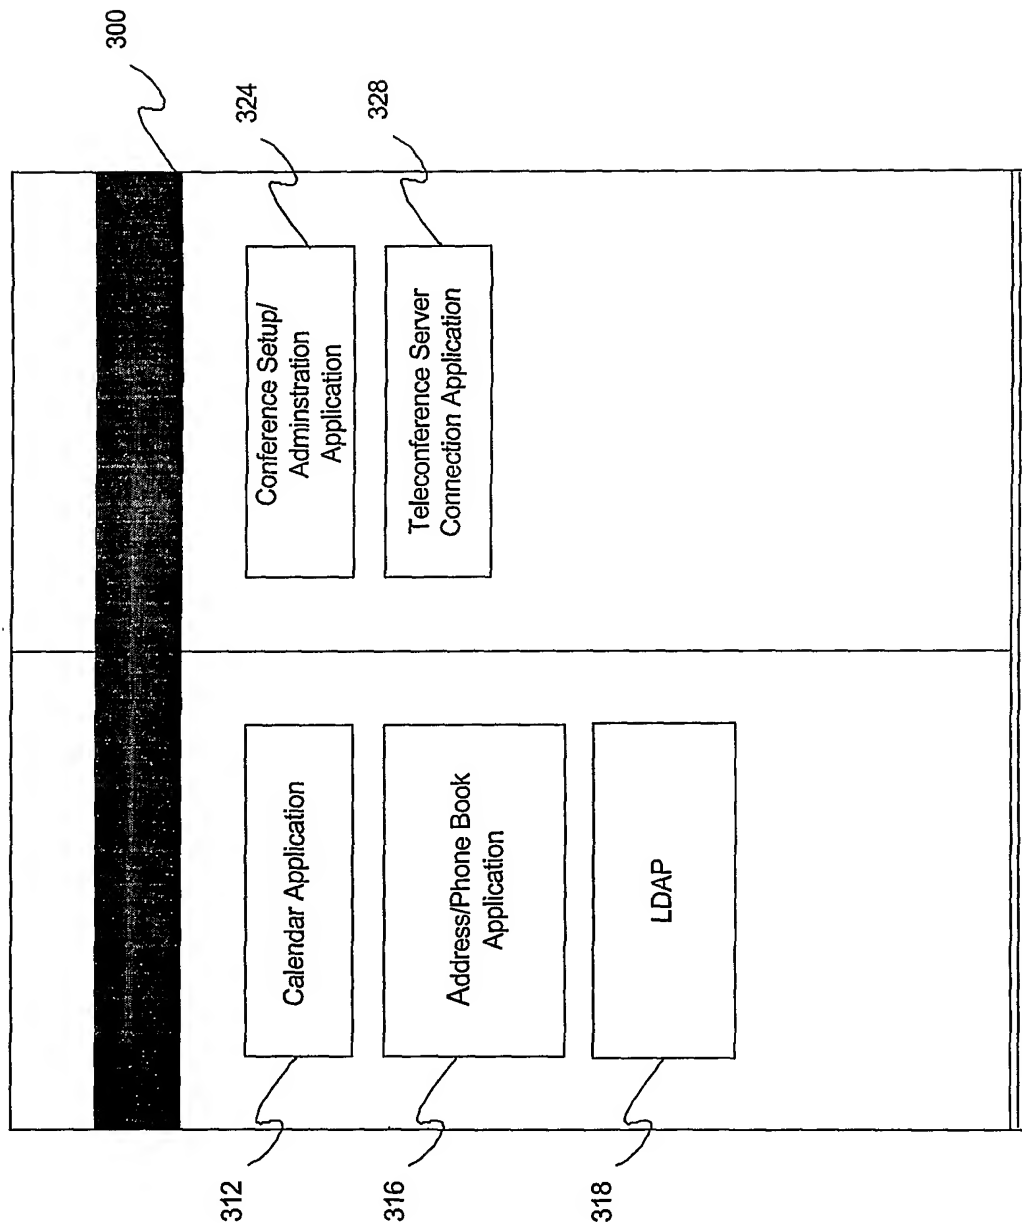 300
Calendar Application
312
Address/Phone Book
Application
316
LDAP
318
Conference Setup/
Adminstration
Application
324
Teleconference Server
Connection Application
328